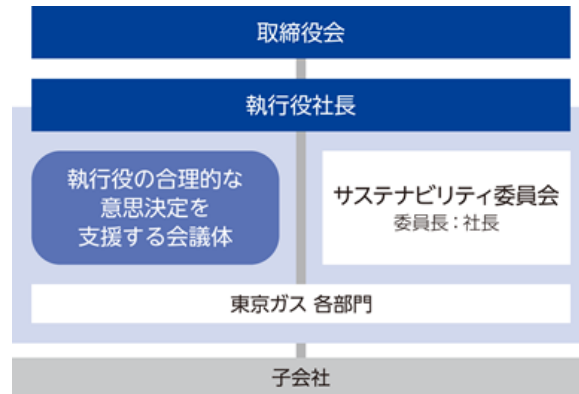 取締役会
執行役社長
執行役の合理的な
意思決定を
支援する会議体
サステナビリティ委員会
委員長：社長
東京ガス 各部門
子会社